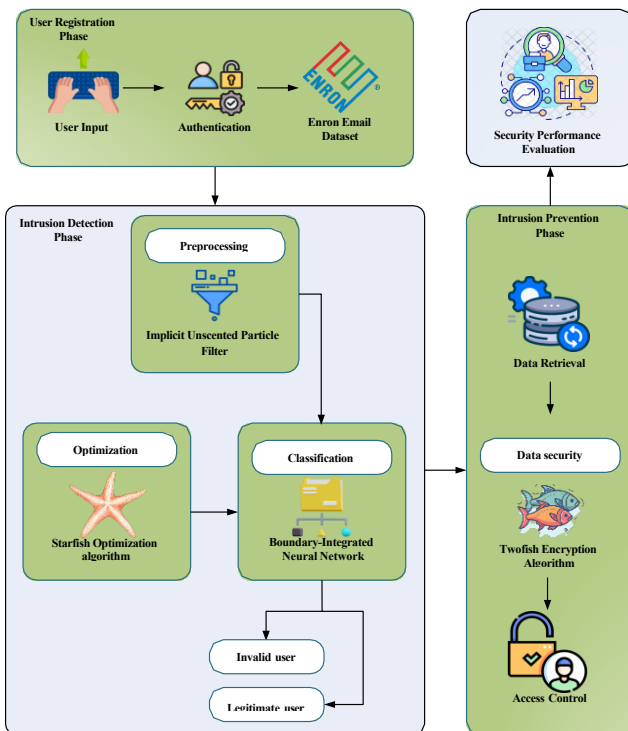 User Registration
Phase
User Input
Authentication
ENRON
®
Enron Email
Dataset
Security Performance
Evaluation
Intrusion Detection
Phase
Preprocessing
Implicit Unscented Particle
Filter
Optimization
Starfish Optimization
algorithm
Classification
Boundary-Integrated
Neural Network
Invalid user
Legitimate user
Intrusion Prevention
Phase
Data Retrieval
Data security
Twofish Encryption
Algorithm
Access Control